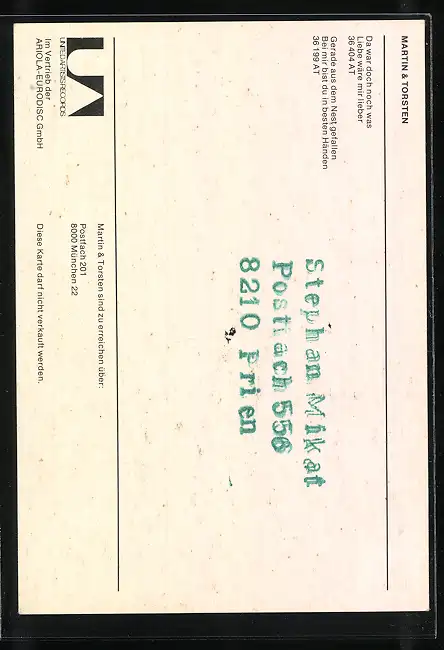 MARTIN & TORSTEN
Da war doch noch was
Liebe wäre mir lieber
36 404 AT
Gerade aus dem Nest gefallen
Bei mir bist du in besten Händen
36 199 AT
Stephan Mikat
Postfach 556
8210 Prien
UA
UNITED ARTISTS RECORDS
Im Vertrieb der
ARIOLA-EURODISC GmbH
Martin & Torsten sind zu erreichen über:
Postfach 201
8000 München 22
Diese Karte darf nicht verkauft werden.